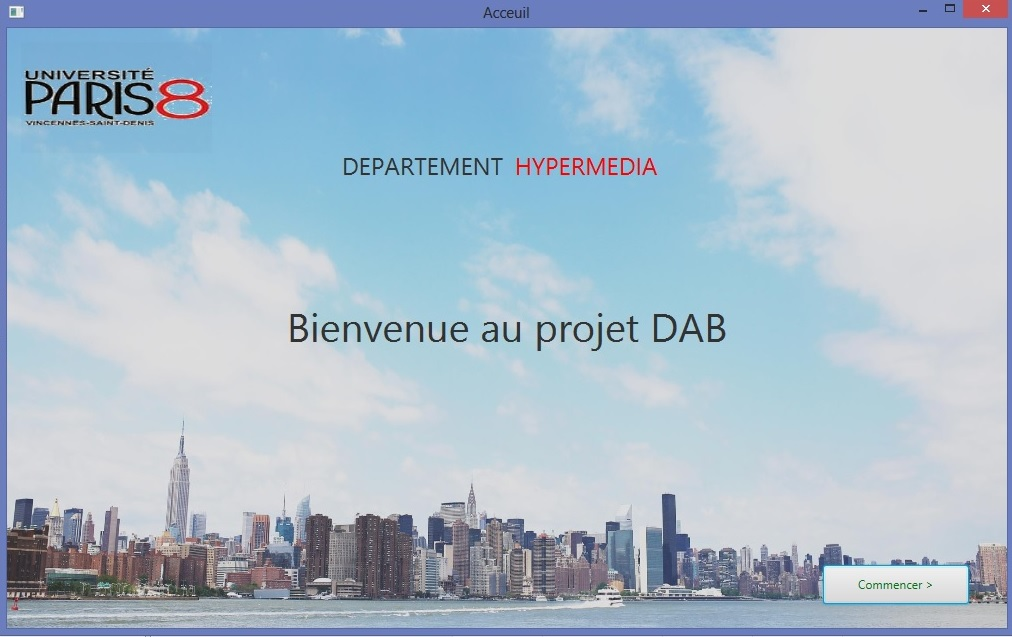 Acceuil
UNIVERSITÉ
PARIS8
VINCENNES-SAINT-DENIS
DEPARTEMENT HYPERMEDIA
Bienvenue au projet DAB
Commencer >